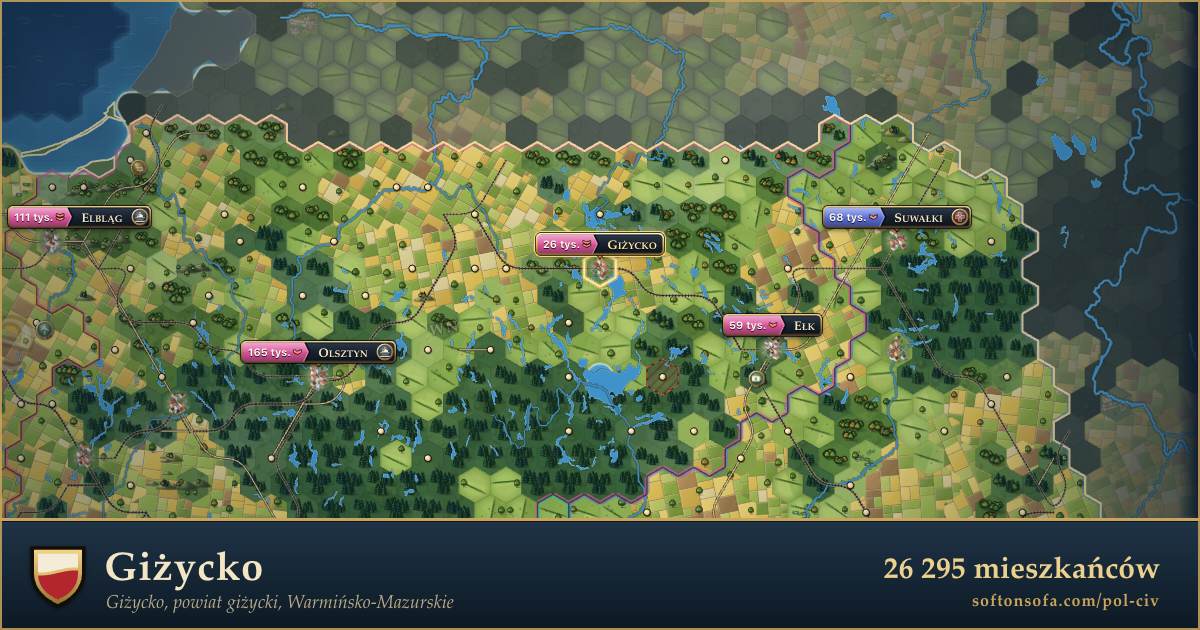 111 tys. Elbląg
68 tys. Suwałki
26 tys. Giżycko
59 tys. Ełk
165 tys. Olsztyn
Giżycko
26 295 mieszkańców
Giżycko, powiat giżycki, Warmińsko-Mazurskie
softonsofa.com/pol-civ